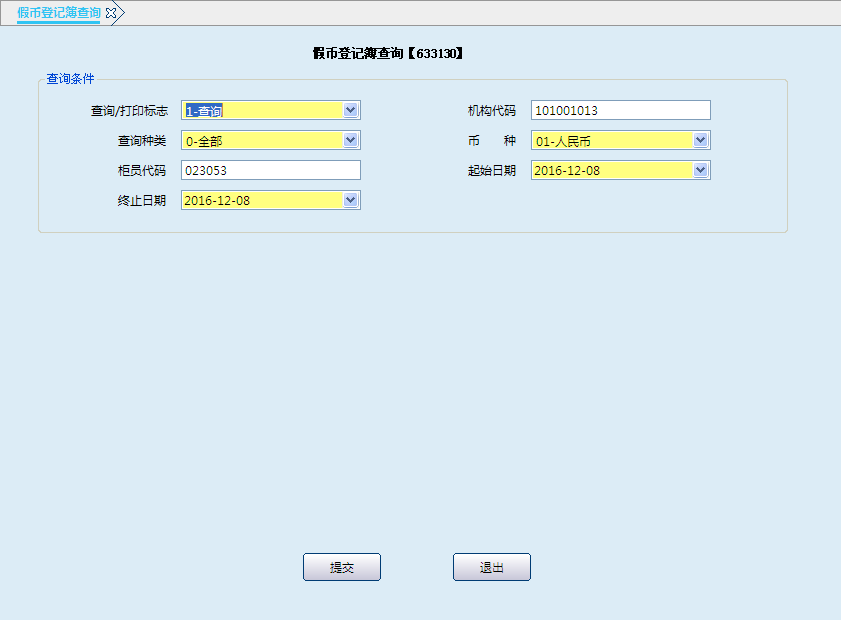 假币登记簿查询
假币登记簿查询【633130】
查询条件
查询/打印标志 1-查询 机构代码 101001013
查询种类 0-全部 币 种 01-人民币
柜员代码 023053 起始日期 2016-12-08
终止日期 2016-12-08
提交 退出